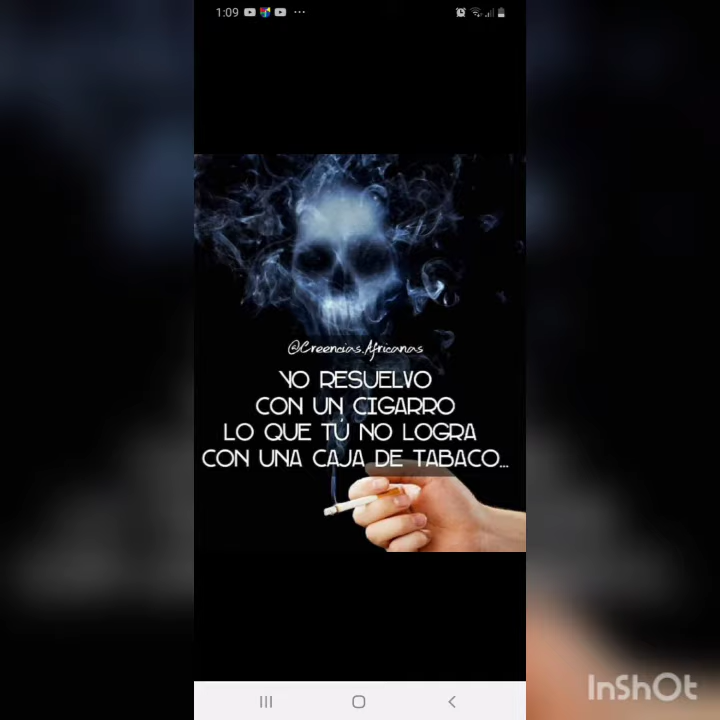 1:09
@Creencias.Africanas
YO RESUELVO
CON UN CIGARRO
LO QUE TÚ NO LOGRA
CON UNA CAJA DE TABACO...
InShOt